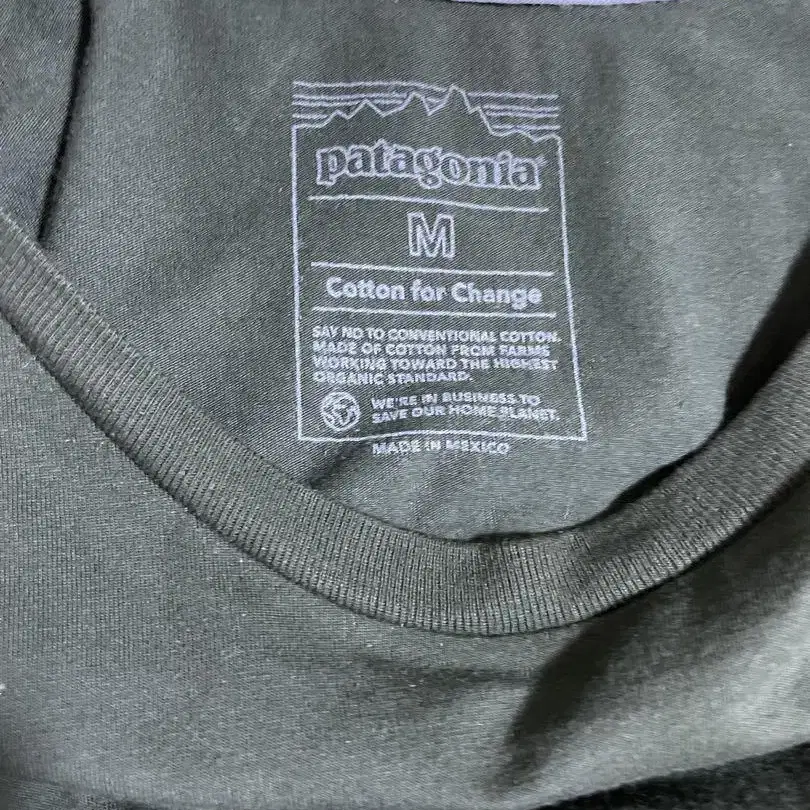 patagonia
M
Cotton for Change
SAY NO TO CONVENTIONAL COTTON.
MADE OF COTTON FROM FARMS
WORKING TOWARD THE HIGHEST
ORGANIC STANDARD.
WE'RE IN BUSINESS TO
SAVE OUR HOME PLANET.
MADE IN MEXICO